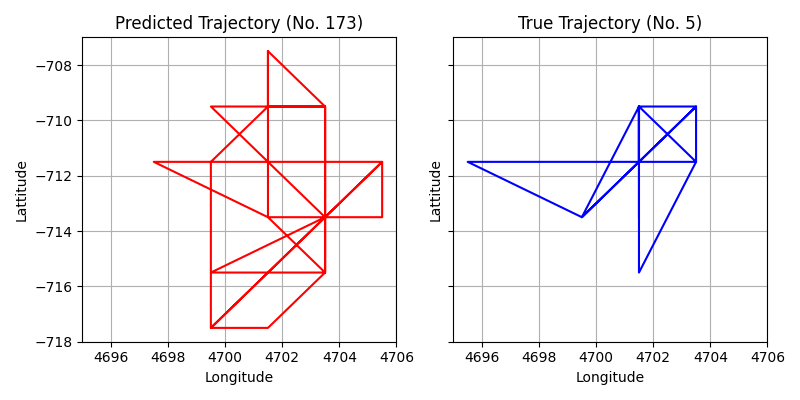 Predicted Trajectory (No. 173)
−708
−710
−712
−714
−716
−718
Lattitude
4696 4698 4700 4702 4704 4706
Longitude
True Trajectory (No. 5)
Lattitude
4696 4698 4700 4702 4704 4706
Longitude